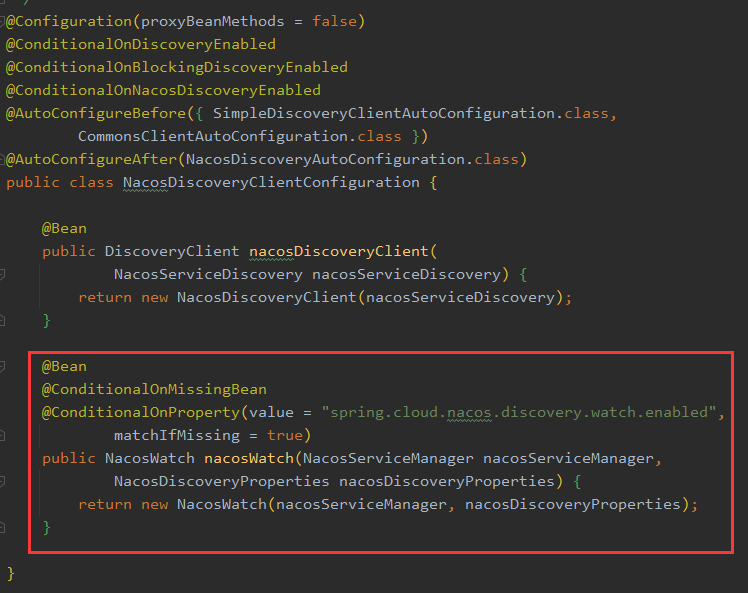 @Configuration(proxyBeanMethods = false)
@ConditionalOnDiscoveryEnabled
@ConditionalOnBlockingDiscoveryEnabled
@ConditionalOnNacosDiscoveryEnabled
@AutoConfigureBefore({ SimpleDiscoveryClientAutoConfiguration.class,
CommonsClientAutoConfiguration.class })
@AutoConfigureAfter(NacosDiscoveryAutoConfiguration.class)
public class NacosDiscoveryClientConfiguration {
@Bean
public DiscoveryClient nacosDiscoveryClient(
NacosServiceDiscovery nacosServiceDiscovery) {
return new NacosDiscoveryClient(nacosServiceDiscovery);
}
@Bean
@ConditionalOnMissingBean
@ConditionalOnProperty(value = "spring.cloud.nacos.discovery.watch.enabled",
matchIfMissing = true)
public NacosWatch nacosWatch(NacosServiceManager nacosServiceManager,
NacosDiscoveryProperties nacosDiscoveryProperties) {
return new NacosWatch(nacosServiceManager, nacosDiscoveryProperties);
}
}